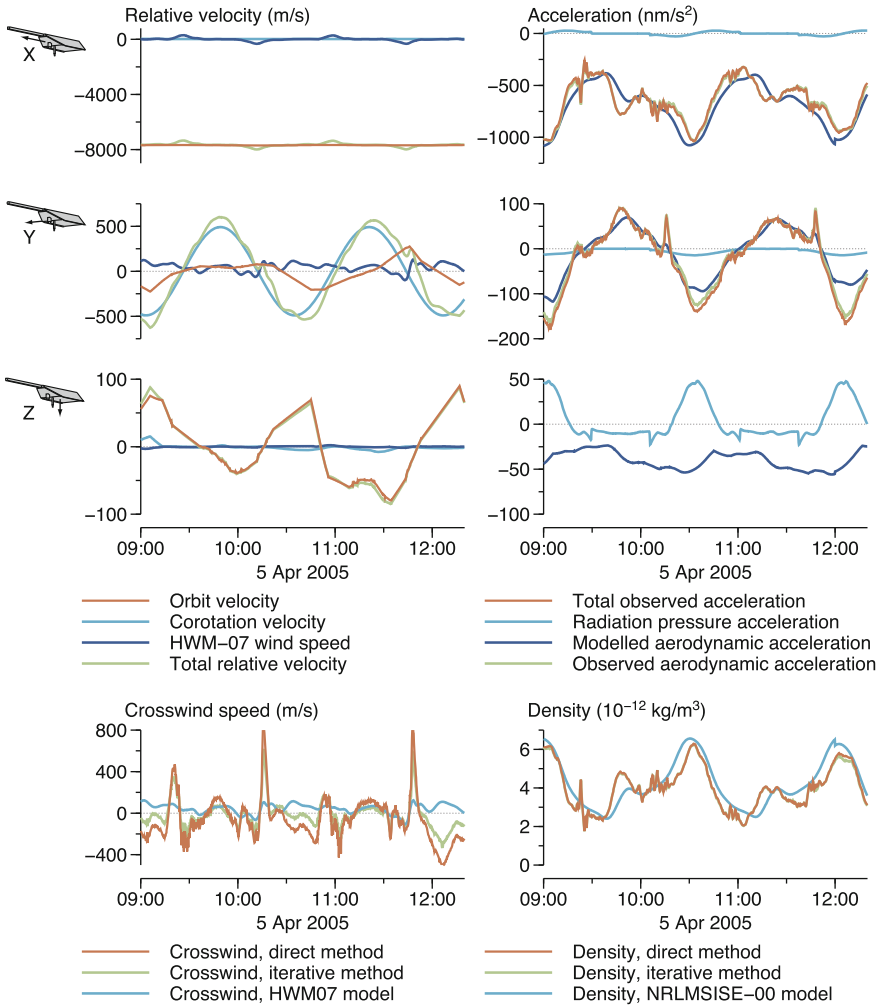 Relative velocity (m/s)
Acceleration (nm/s²)
X
0
−4000
−8000
0
−500
−1000
Y
500
0
−500
100
0
−100
−200
Z
100
0
−100
50
0
−50
−100
09:00 10:00 11:00 12:00
5 Apr 2005
09:00 10:00 11:00 12:00
5 Apr 2005
Orbit velocity
Corotation velocity
HWM−07 wind speed
Total relative velocity
Total observed acceleration
Radiation pressure acceleration
Modelled aerodynamic acceleration
Observed aerodynamic acceleration
Crosswind speed (m/s)
800
400
0
−400
09:00 10:00 11:00 12:00
5 Apr 2005
Crosswind, direct method
Crosswind, iterative method
Crosswind, HWM07 model
Density (10⁻¹² kg/m³)
6
4
2
0
09:00 10:00 11:00 12:00
5 Apr 2005
Density, direct method
Density, iterative method
Density, NRLMSISE−00 model